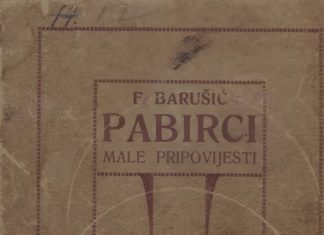 F. BARUŠIĆ
PABIRCI
MALE PRIPOVIJESTI